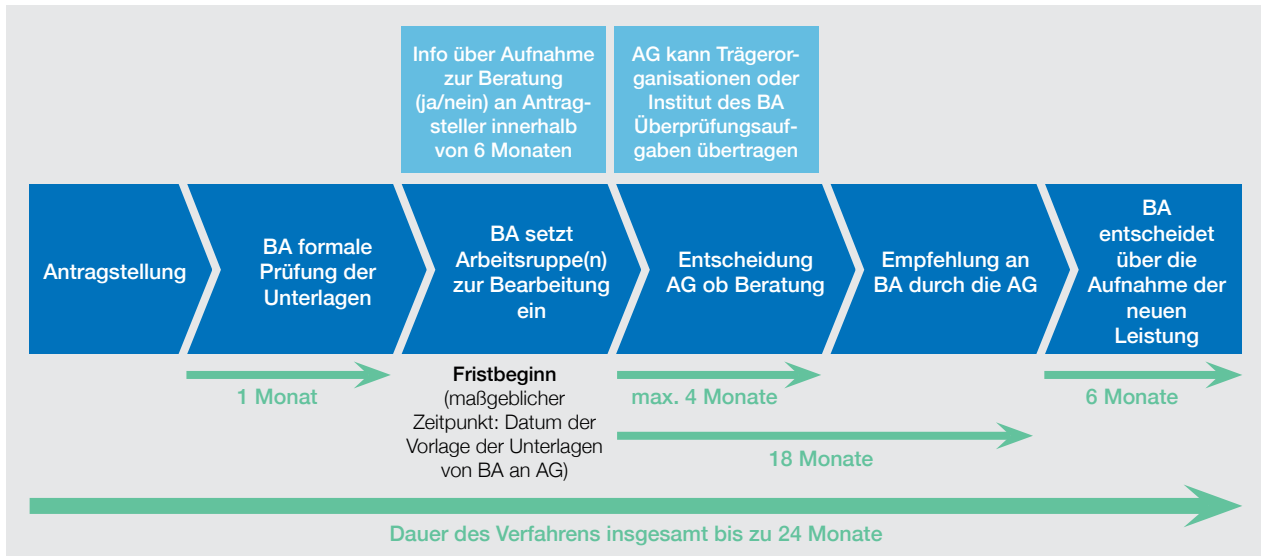 Info über Aufnahme
zur Beratung
(ja/nein) an Antrag-
steller innerhalb
von 6 Monaten
AG kann Trägeror-
ganisationen oder
Institut des BA
Überprüfungsauf-
gaben übertragen
Antragstellung
BA formale
Prüfung der
Unterlagen
BA setzt
Arbeitsruppe(n)
zur Bearbeitung
ein
Entscheidung
AG ob Beratung
Empfehlung an
BA durch die AG
BA
entscheidet
über die
Aufnahme der
neuen
Leistung
1 Monat
Fristbeginn
(maßgeblicher
Zeitpunkt: Datum der
Vorlage der Unterlagen
von BA an AG)
max. 4 Monate
18 Monate
6 Monate
Dauer des Verfahrens insgesamt bis zu 24 Monate